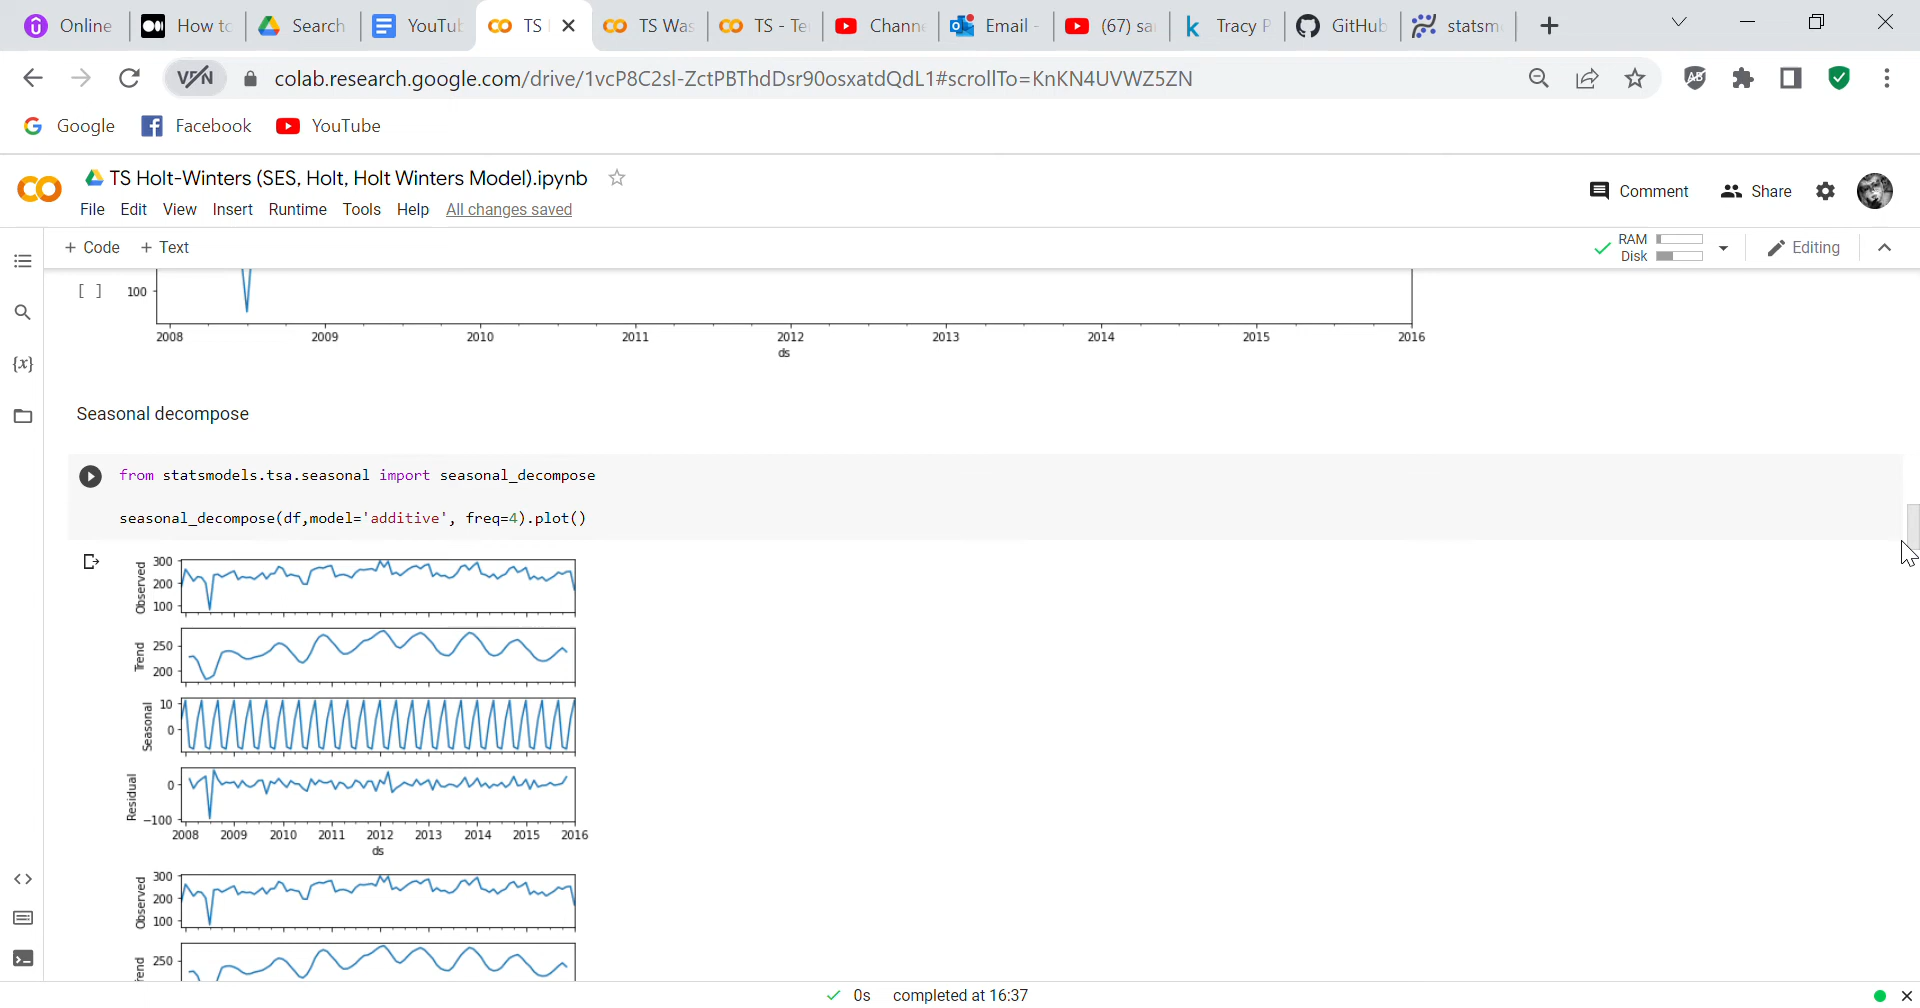 Online
How to
Search
YouTub
TS
TS Was
TS - Te
Chann
Email -
(67) sa
Tracy P
GitHub
statsm
VPN
colab.research.google.com/drive/1vcP8C2sl-ZctPBThdDsr90osxatdQdL1#scrollTo=KnKN4UVWZ5ZN
Google
Facebook
YouTube
TS Holt-Winters (SES, Holt, Holt Winters Model).ipynb
Comment
Share
File Edit View Insert Runtime Tools Help All changes saved
+ Code + Text
RAM
Disk
Editing
[ ]
100
2008 2009 2010 2011 2012 2013 2014 2015 2016
ds
Seasonal decompose
from statsmodels.tsa.seasonal import seasonal_decompose
seasonal_decompose(df,model='additive', freq=4).plot()
Observed
300
200
100
Trend
250
200
Seasonal
10
0
Residual
0
−100
2008 2009 2010 2011 2012 2013 2014 2015 2016
ds
Observed
300
200
100
250
0s completed at 16:37